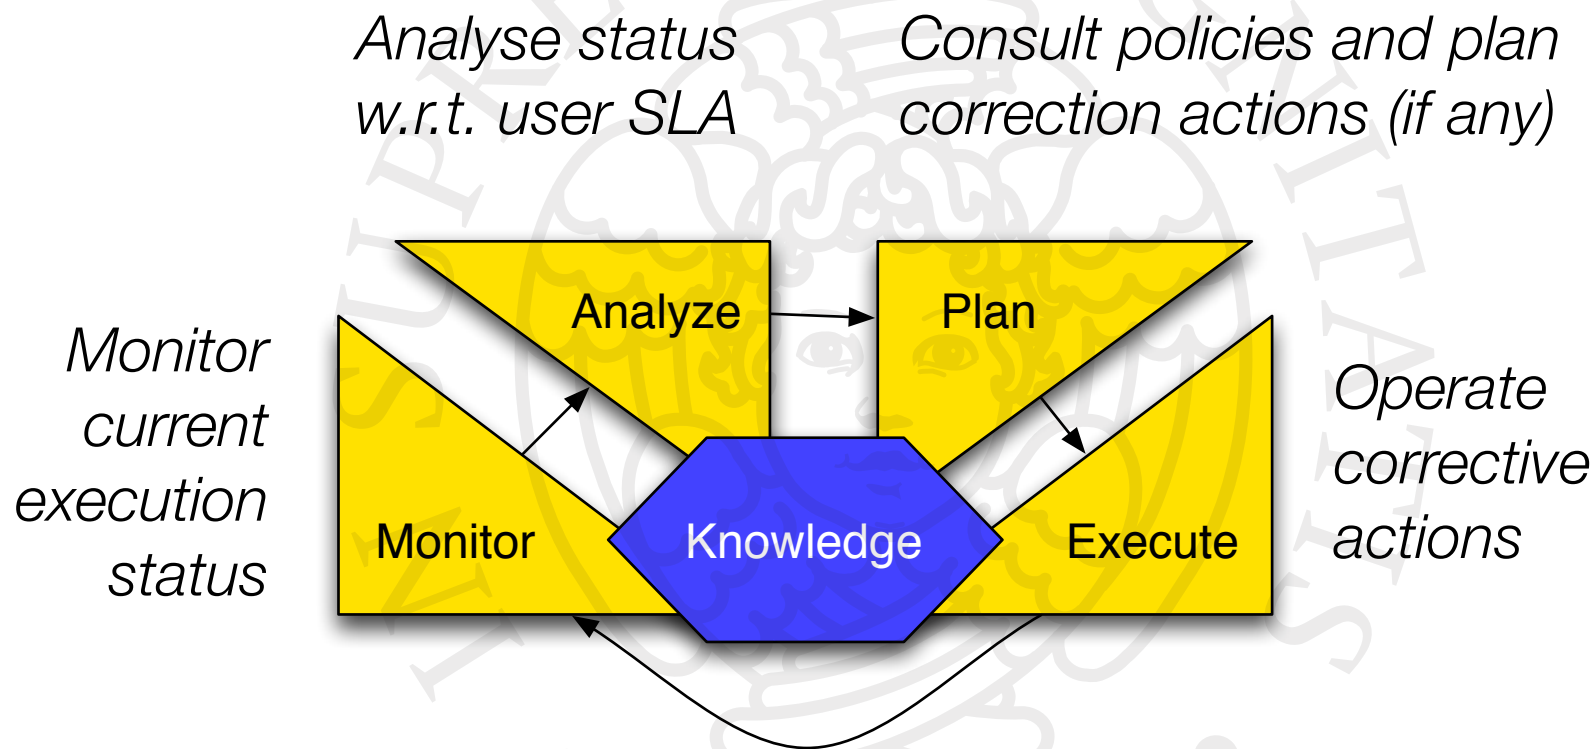 Analyse status
w.r.t. user SLA
Consult policies and plan
correction actions (if any)
Monitor
current
execution
status
Analyze
Plan
Monitor
Knowledge
Execute
Operate
corrective
actions